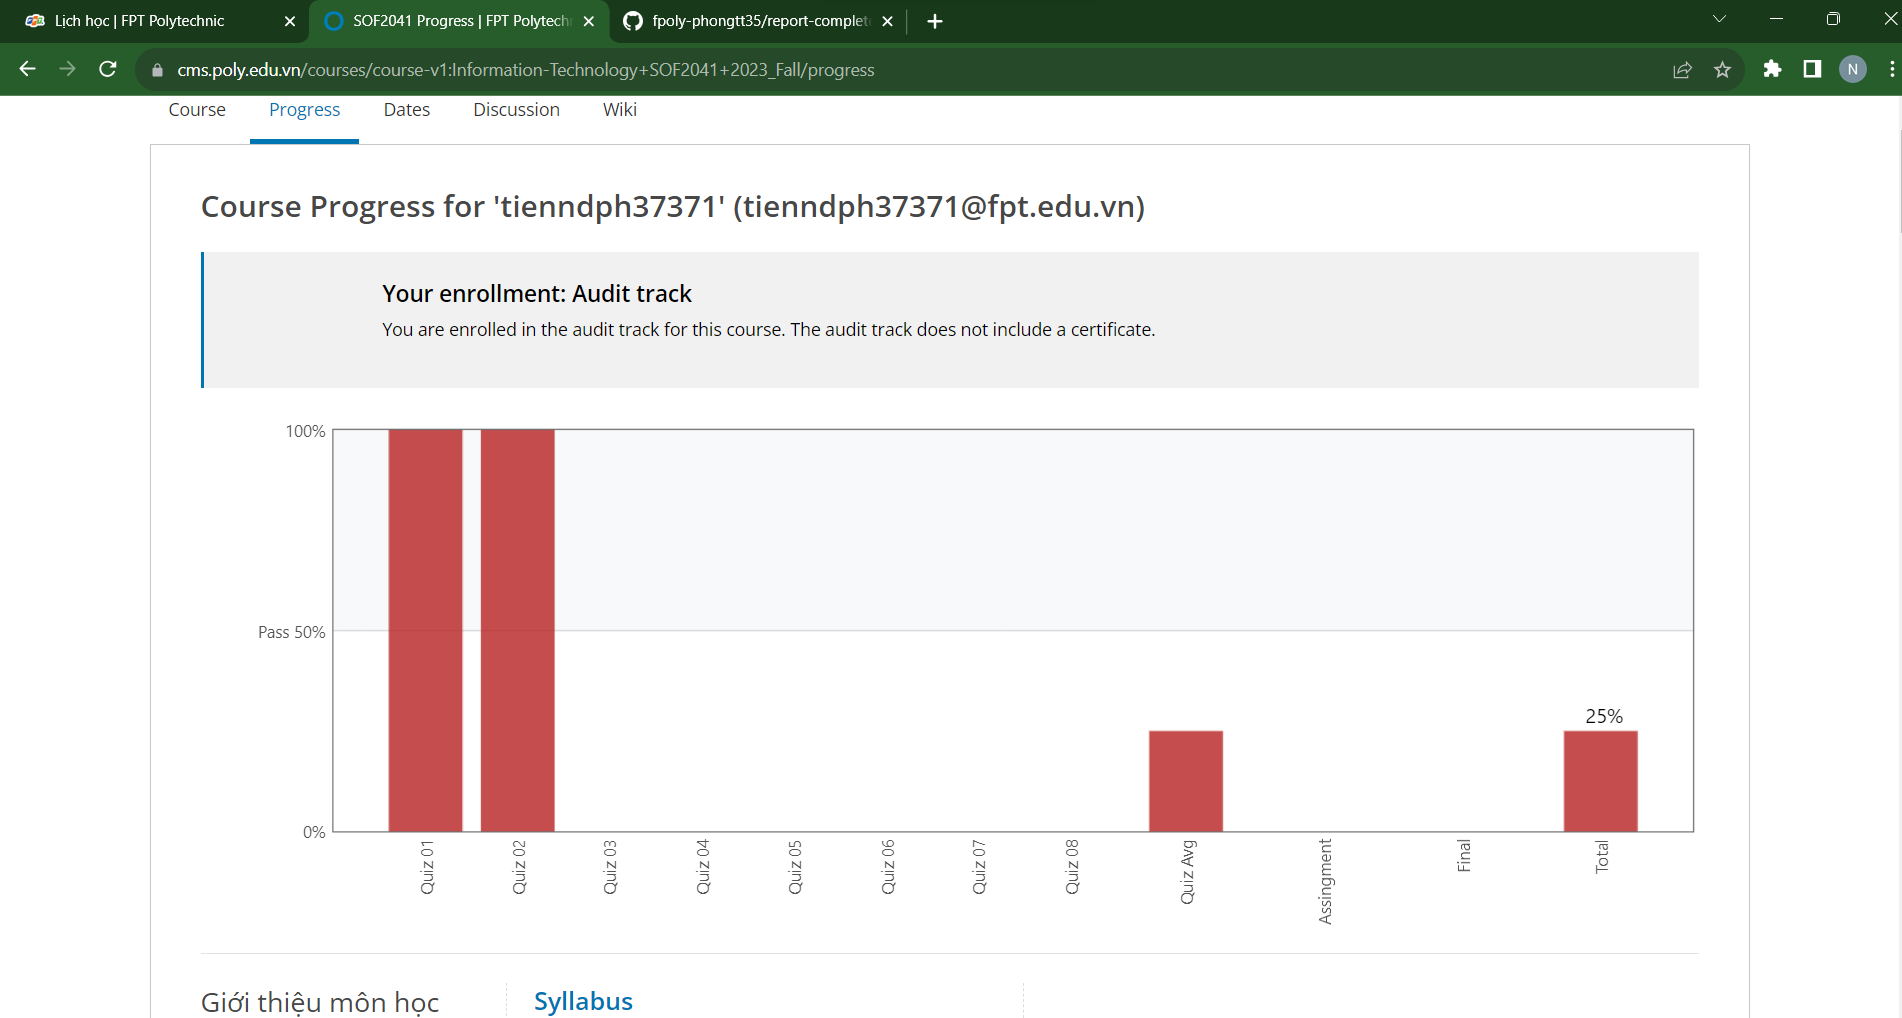 Lịch học | FPT Polytechnic
SOF2041 Progress | FPT Polytech
fpoly-phongtt35/report-complet
cms.poly.edu.vn/courses/course-v1:Information-Technology+SOF2041+2023_Fall/progress
N
Course
Progress
Dates
Discussion
Wiki
Course Progress for 'tienndph37371' (tienndph37371@fpt.edu.vn)
Your enrollment: Audit track
You are enrolled in the audit track for this course. The audit track does not include a certificate.
100%
Pass 50%
0%
25%
Quiz 01
Quiz 02
Quiz 03
Quiz 04
Quiz 05
Quiz 06
Quiz 07
Quiz 08
Quiz Avg
Assingment
Final
Total
Giới thiệu môn học
Syllabus